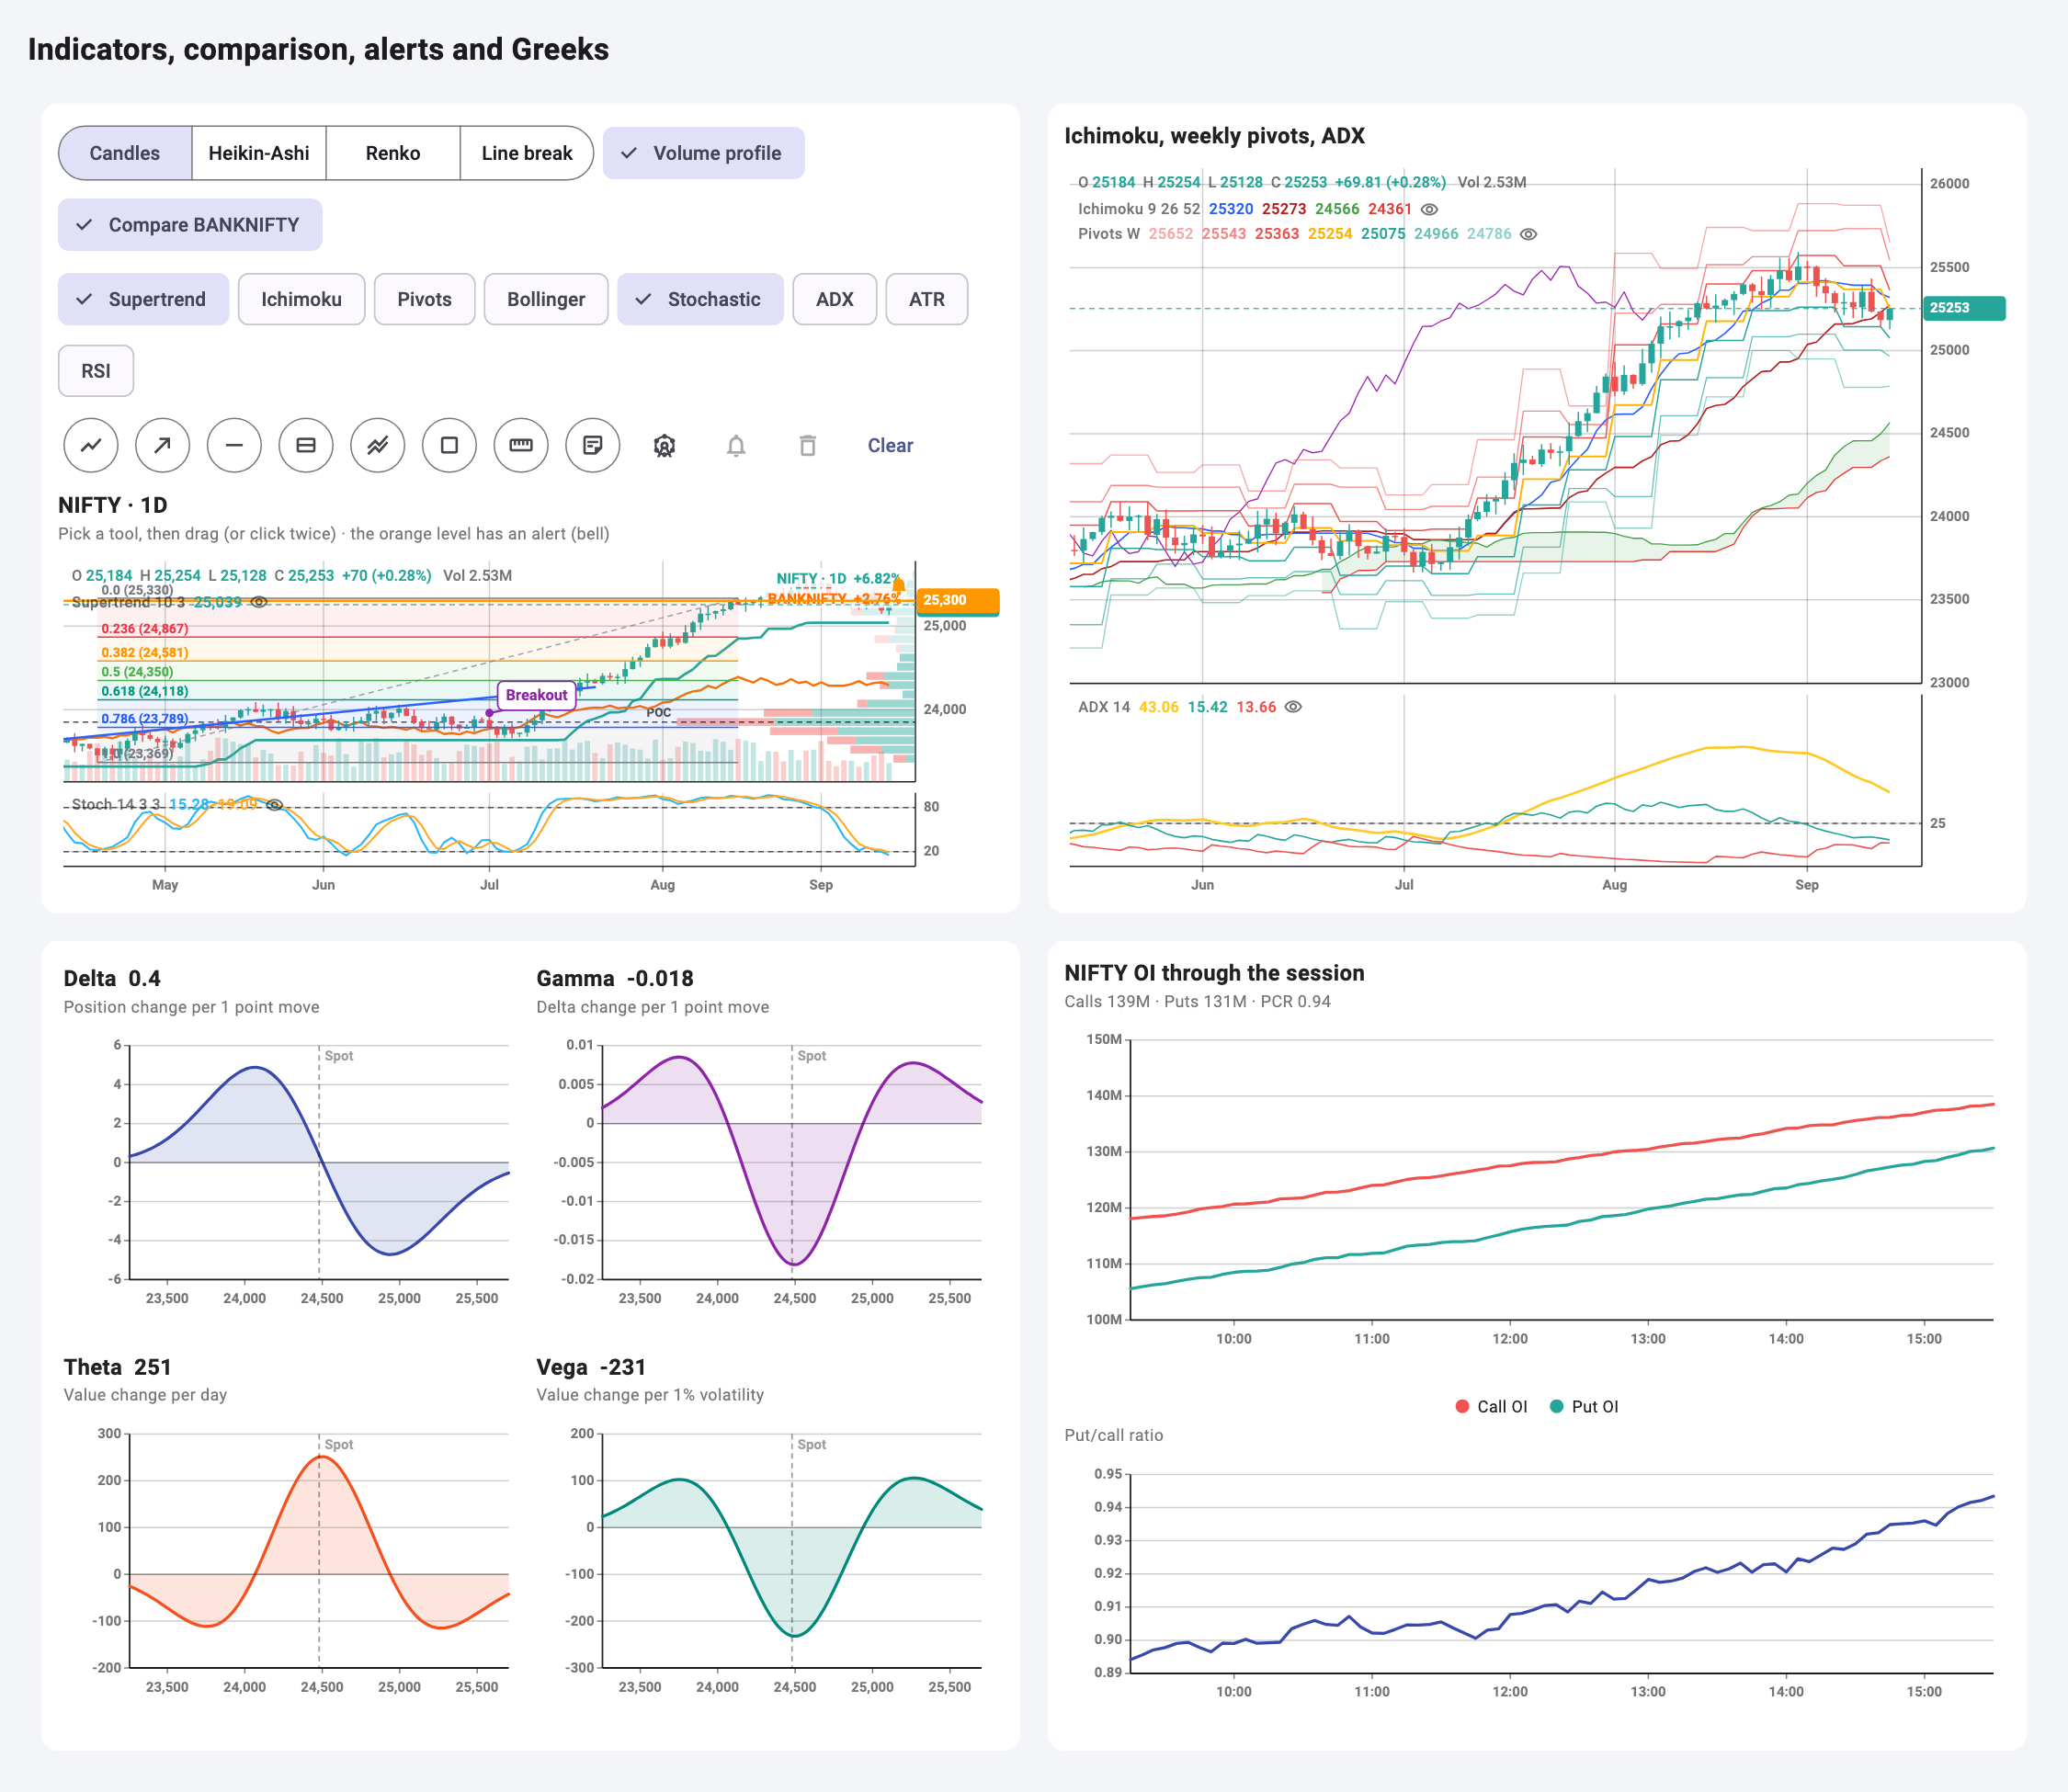 Indicators, comparison, alerts and Greeks
Candles Heikin-Ashi Renko Line break Volume profile
Compare BANKNIFTY
Supertrend Ichimoku Pivots Bollinger Stochastic ADX ATR
RSI
Clear
NIFTY · 1D
Pick a tool, then drag (or click twice) · the orange level has an alert (bell)
O 25,184 H 25,254 L 25,128 C 25,253 +70 (+0.28%) Vol 2.53M
NIFTY · 1D +6.82%
0.0 (25,330)
Supertrend 10 3 25,039
BANKNIFTY +2.76%
25,300
25,000
0.236 (24,867)
0.382 (24,581)
0.5 (24,350)
0.618 (24,118)
Breakout
24,000
POC
0.786 (23,789)
(23,369)
Stoch 14 3 3 15.28 19.09
80
20
May Jun Jul Aug Sep
Ichimoku, weekly pivots, ADX
O 25184 H 25254 L 25128 C 25253 +69.81 (+0.28%) Vol 2.53M
Ichimoku 9 26 52 25320 25273 24566 24361
Pivots W 25652 25543 25363 25254 25075 24966 24786
26000
25500
25253
25000
24500
24000
23500
23000
ADX 14 43.06 15.42 13.66
25
Jun Jul Aug Sep
Delta 0.4
Position change per 1 point move
Spot
6
4
2
0
-2
-4
-6
23,500 24,000 24,500 25,000 25,500
Gamma -0.018
Delta change per 1 point move
Spot
0.01
0.005
0
-0.005
-0.01
-0.015
-0.02
23,500 24,000 24,500 25,000 25,500
Theta 251
Value change per day
Spot
300
200
100
0
-100
-200
23,500 24,000 24,500 25,000 25,500
Vega -231
Value change per 1% volatility
Spot
200
100
0
-100
-200
-300
23,500 24,000 24,500 25,000 25,500
NIFTY OI through the session
Calls 139M · Puts 131M · PCR 0.94
150M
140M
130M
120M
110M
100M
10:00 11:00 12:00 13:00 14:00 15:00
Call OI Put OI
Put/call ratio
0.95
0.94
0.93
0.92
0.91
0.90
0.89
10:00 11:00 12:00 13:00 14:00 15:00